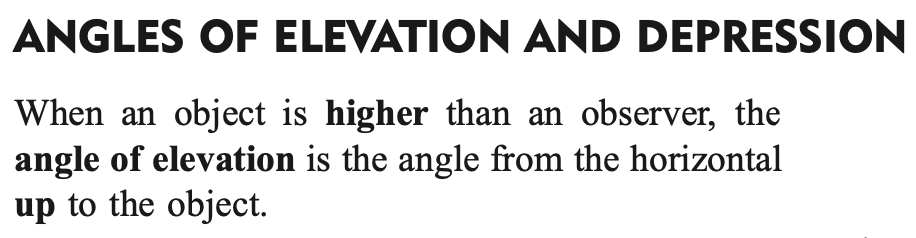 ANGLES OF ELEVATION AND DEPRESSION
When an object is higher than an observer, the
angle of elevation is the angle from the horizontal
up to the object.